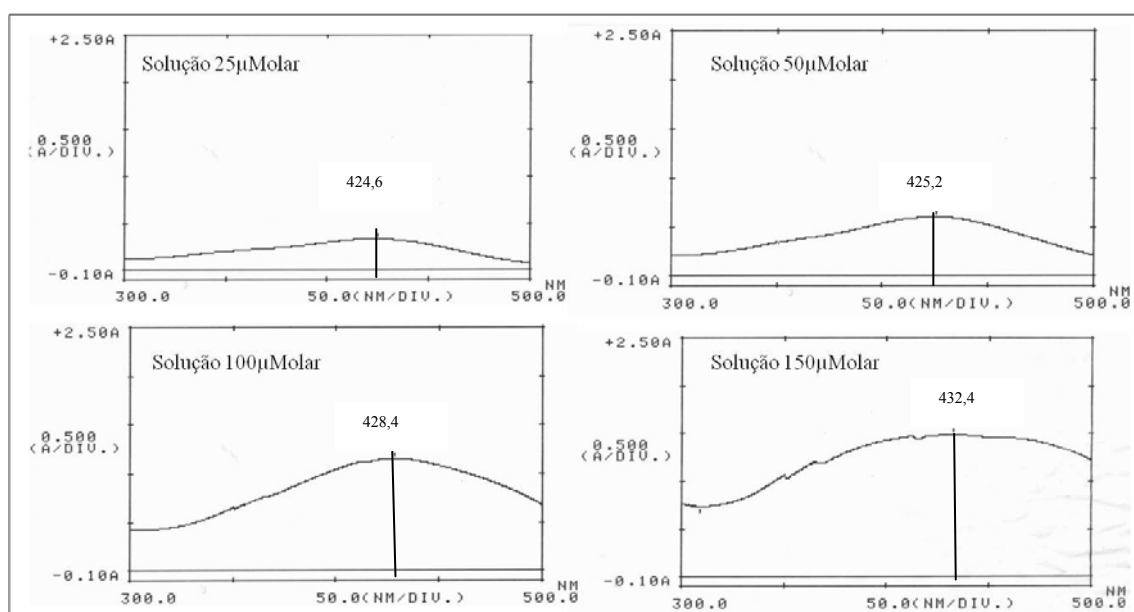 +2.50A
Solução 25µMolar
0.500
(A/DIV.)
424,6
-0.10A
NM
300.0 50.0(NM/DIV.) 500.0
+2.50A
Solução 50µMolar
0.500
(A/DIV.)
425,2
-0.10A
NM
300.0 50.0(NM/DIV.) 500.0
+2.50A
Solução 100µMolar
428,4
0.500
(A/DIV.)
-0.10A
NM
300.0 50.0(NM/DIV.) 500.0
+2.50A
Solução 150µMolar
432,4
0.500
(A/DIV.)
-0.10A
NM
300.0 50.0(NM/DIV.) 500.0